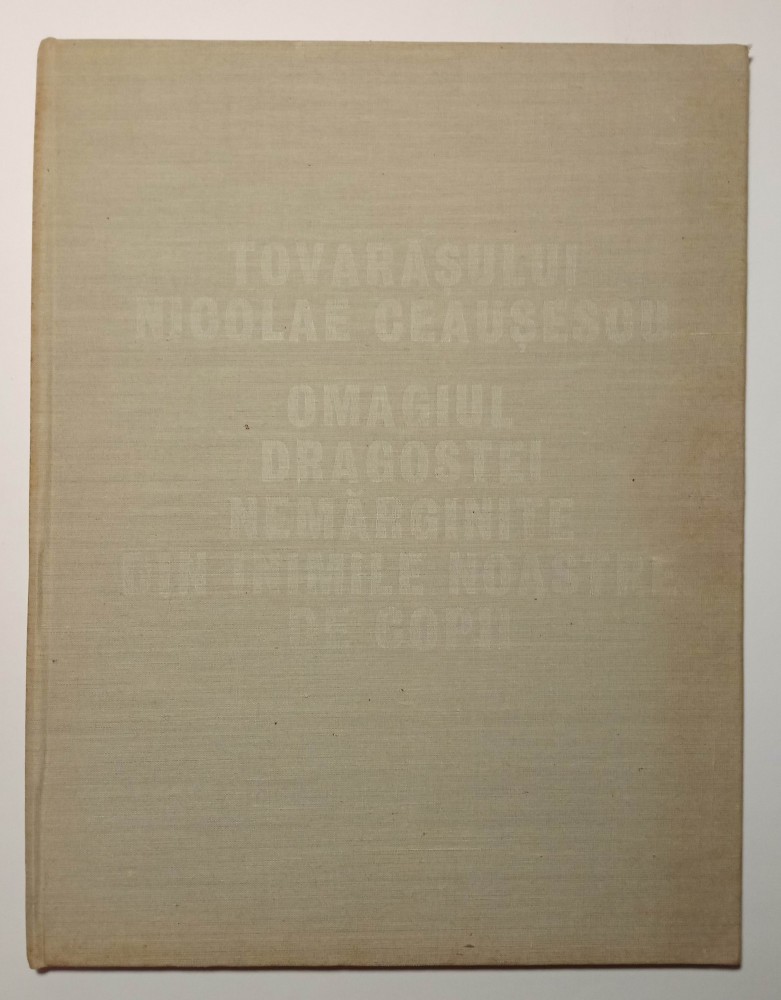 TOVARĂȘULUI
NICOLAE CEAUȘESCU
OMAGIUL
DRAGOSTEI
NEMĂRGINITE
DIN INIMILE NOASTRE
DE COPII